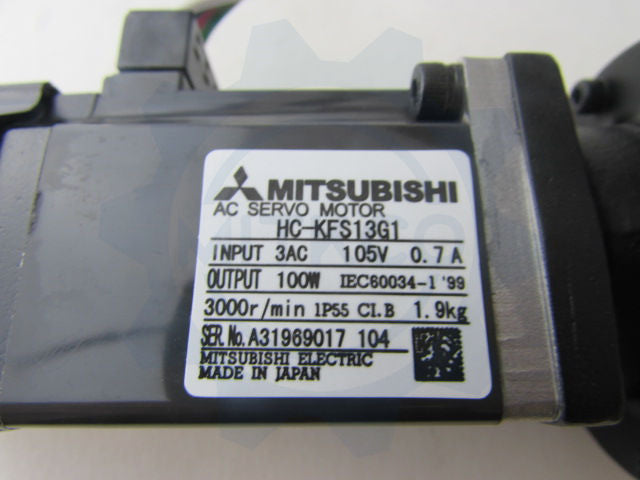 MITSUBISHI
AC SERVO MOTOR
HC-KFS13G1
INPUT 3AC 105V 0.7A
OUTPUT 100W IEC60034-1 '99
3000r/min IP55 CI.B 1.9kg
SER.No.A31969017 104
MITSUBISHI ELECTRIC
MADE IN JAPAN